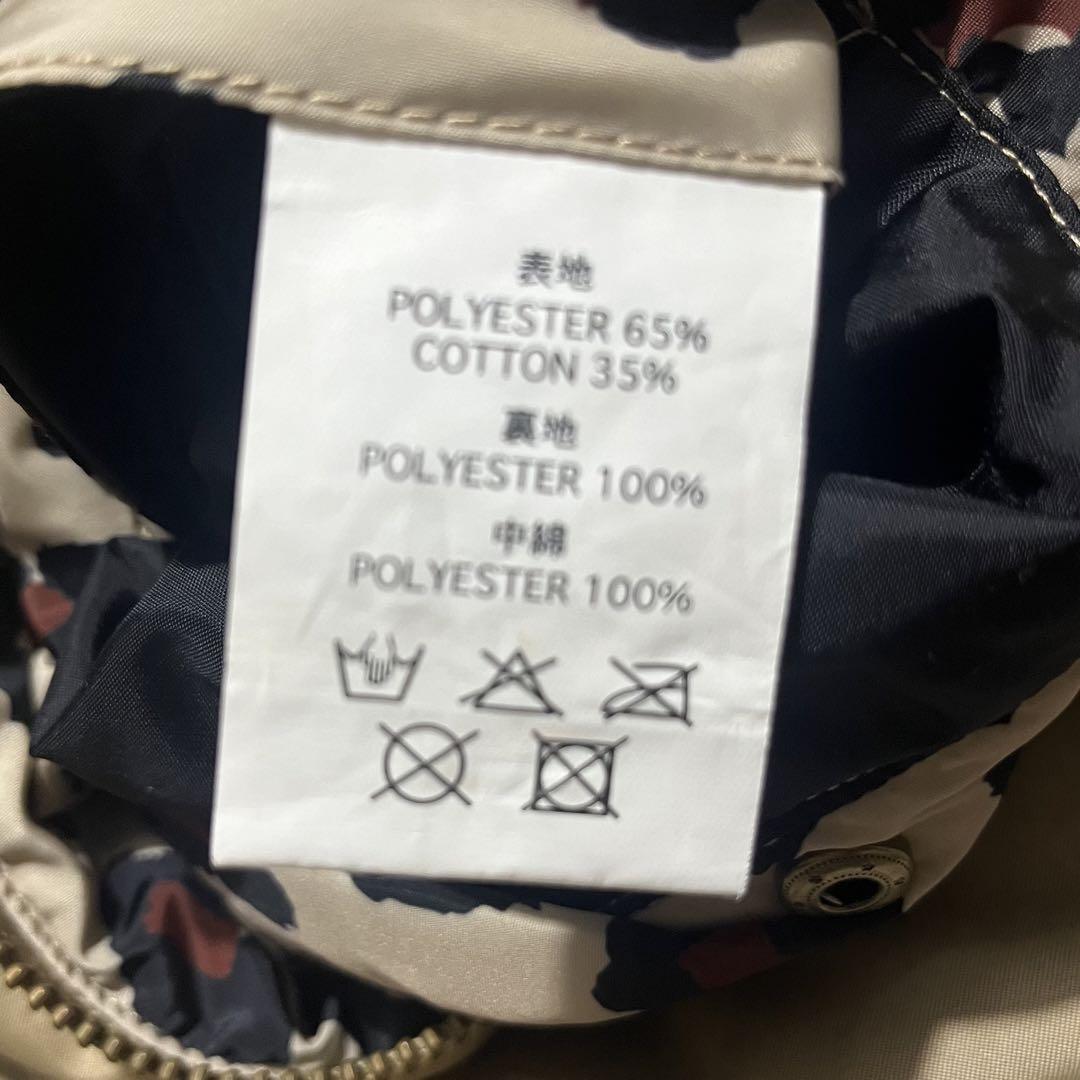 表地
POLYESTER 65%
COTTON 35%
裏地
POLYESTER 100%
中綿
POLYESTER 100%